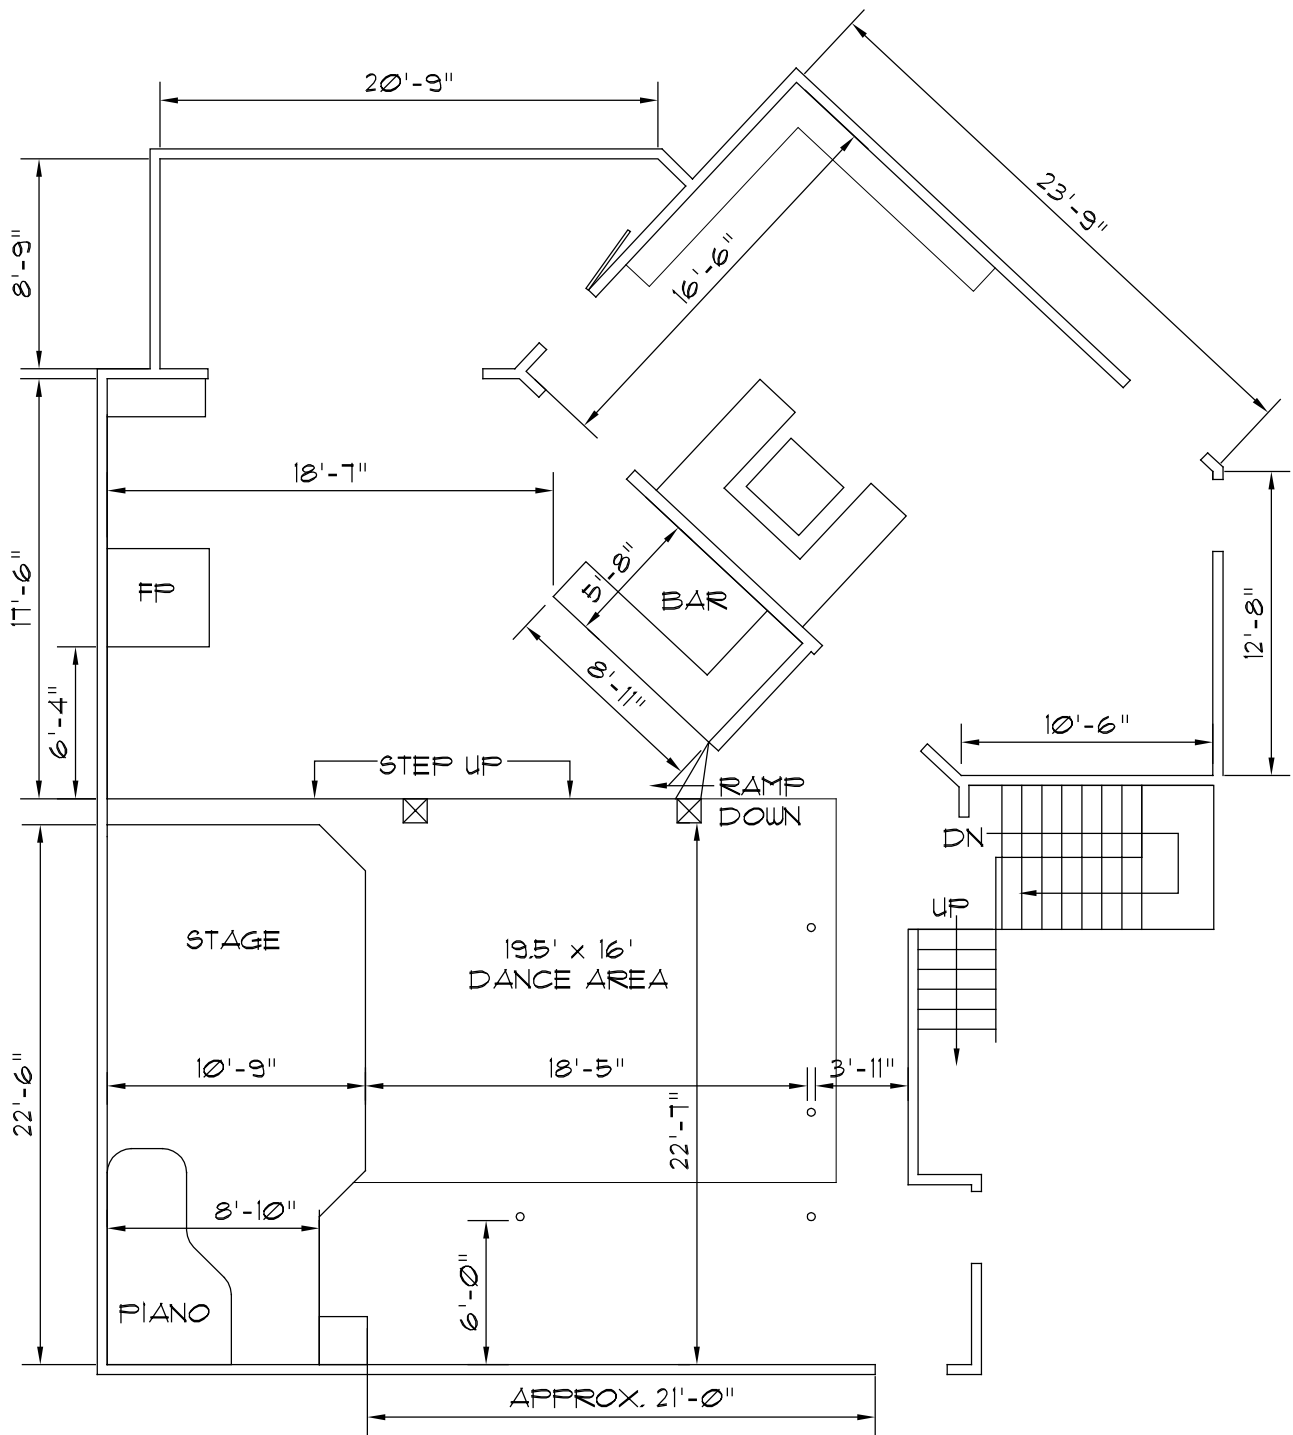 20'-9"
23'-9"
8'-9"
16'-6"
18'-7"
17'-6"
FP
5'-8"
BAR
12'-8"
8'-11"
6'-4"
10'-6"
STEP UP
RAMP
DOWN
DN
UP
STAGE
19.5' x 16'
DANCE AREA
10'-9"
18'-5"
3'-11"
22'-6"
22'-7"
8'-10"
6'-0"
PIANO
APPROX. 21'-0"